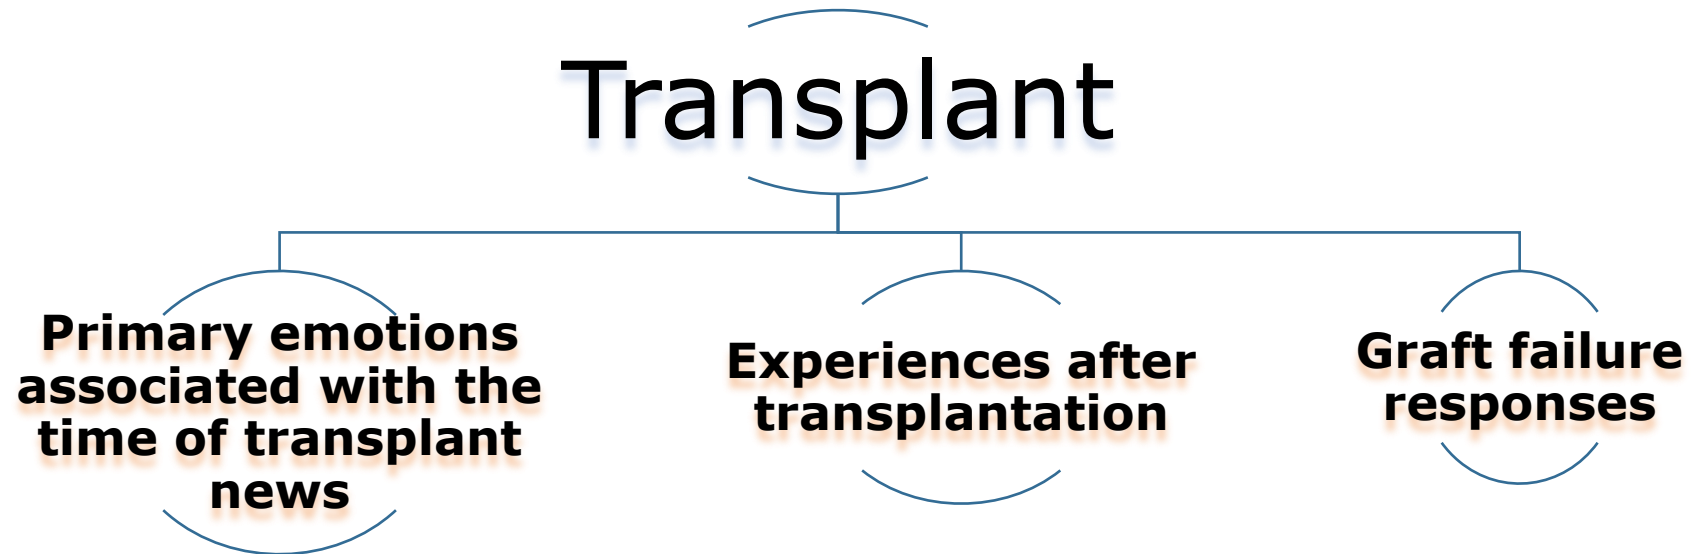 Transplant
Primary emotions
associated with the
time of transplant
news
Experiences after
transplantation
Graft failure
responses